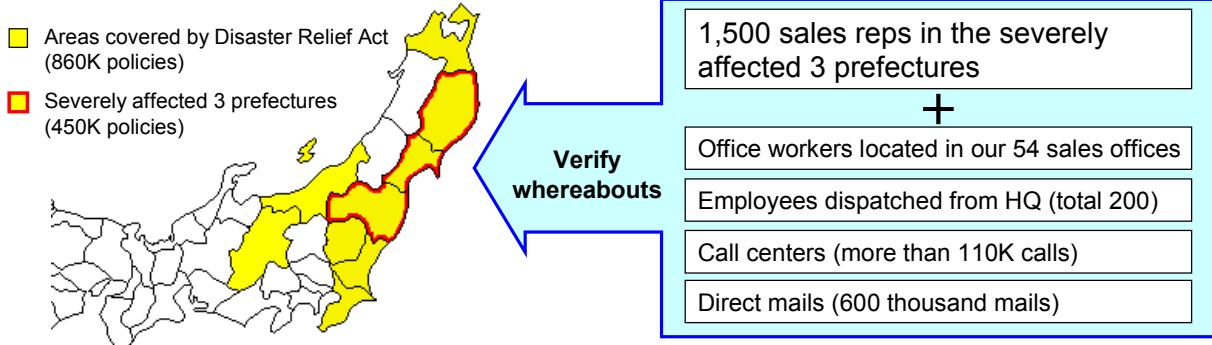 Areas covered by Disaster Relief Act
(860K policies)
Severely affected 3 prefectures
(450K policies)
Verify
whereabouts
1,500 sales reps in the severely
affected 3 prefectures
+
Office workers located in our 54 sales offices
Employees dispatched from HQ (total 200)
Call centers (more than 110K calls)
Direct mails (600 thousand mails)